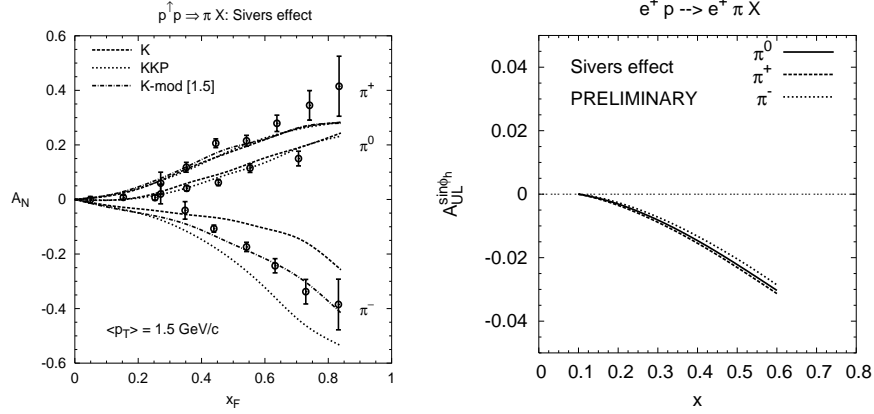 p↑p ⇒ π X: Sivers effect
K
KKP
K-mod [1.5]
π+
π0
π−
<pT> = 1.5 GeV/c
A_N
0.6
0.4
0.2
0
-0.2
-0.4
-0.6
0 0.2 0.4 0.6 0.8 1
x_F
e+ p --> e+ π X
Sivers effect
PRELIMINARY
π0
π+
π-
A_UL^sinφh
0.04
0.02
0
-0.02
-0.04
0 0.1 0.2 0.3 0.4 0.5 0.6 0.7 0.8
x